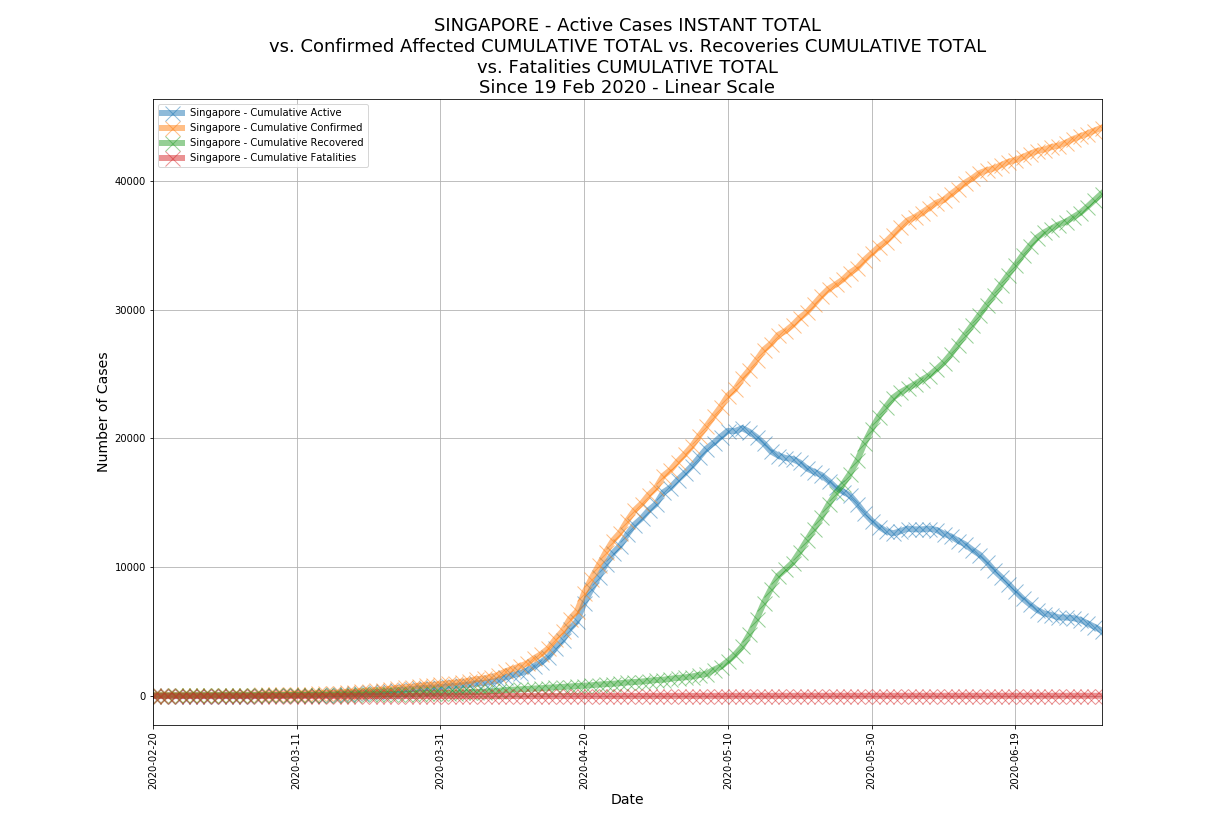 SINGAPORE - Active Cases INSTANT TOTAL
vs. Confirmed Affected CUMULATIVE TOTAL vs. Recoveries CUMULATIVE TOTAL
vs. Fatalities CUMULATIVE TOTAL
Since 19 Feb 2020 - Linear Scale
Singapore - Cumulative Active
Singapore - Cumulative Confirmed
Singapore - Cumulative Recovered
Singapore - Cumulative Fatalities
Number of Cases
40000
30000
20000
10000
0
2020-02-20
2020-03-11
2020-03-31
2020-04-20
2020-05-10
2020-05-30
2020-06-19
Date